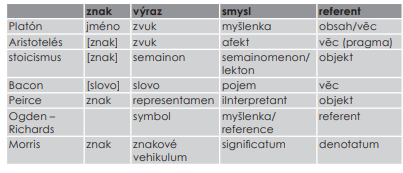 znak výraz smysl referent
Platón jméno zvuk myšlenka obsah/věc
Aristotelés [znak] zvuk afekt věc (pragma)
stoicismus [znak] semainon semainomenon/ objekt
lekton
Bacon [slovo] slovo pojem věc
Peirce znak representamen iInterpretant objekt
Ogden – symbol myšlenka/ referent
Richards reference
Morris znak znakové significatum denotatum
vehikulum